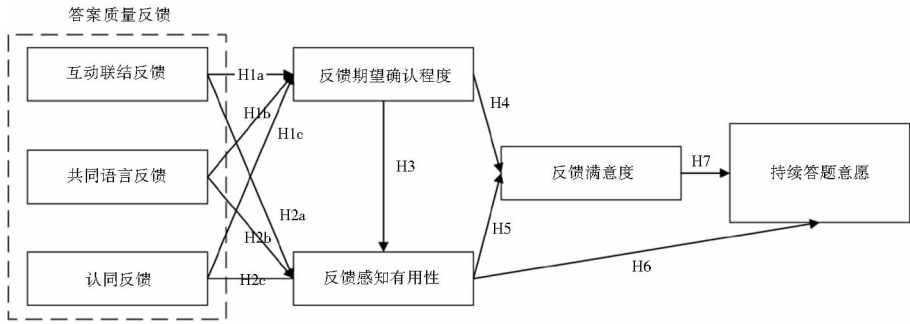 答案质量反馈
互动联结反馈
H1a
反馈期望确认程度
H1b
H1c
H4
共同语言反馈
H3
反馈满意度
H7
持续答题意愿
H2a
H2b
H5
认同反馈
H2c
反馈感知有用性
H6